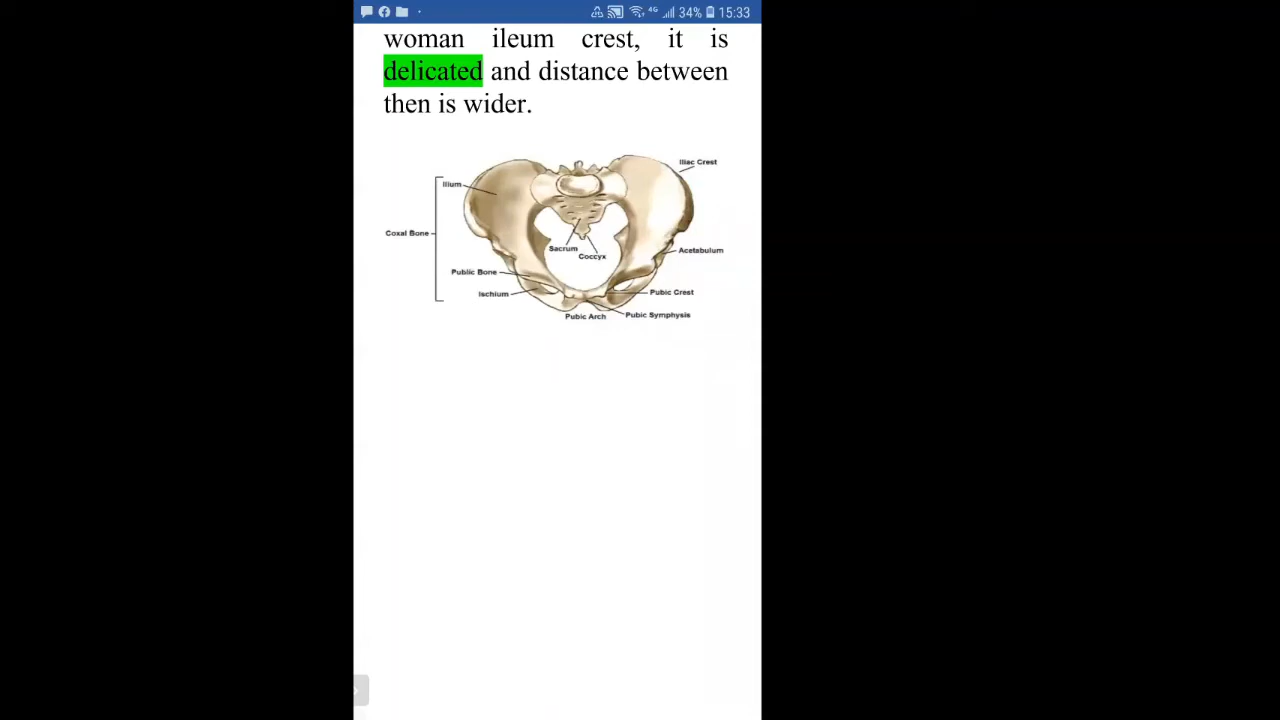 34% 15:33
woman ileum crest, it is
delicated and distance between
then is wider.
Iliac Crest
Ilium
Coxal Bone
Sacrum
Acetabulum
Coccyx
Public Bone
Ischium
Pubic Crest
Pubic Arch
Pubic Symphysis